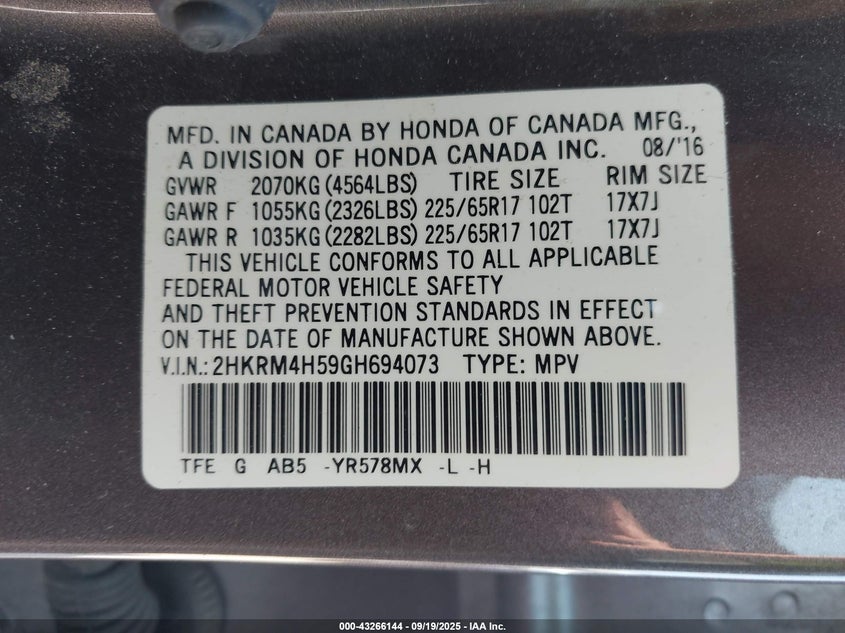 MFD. IN CANADA BY HONDA OF CANADA MFG.,
A DIVISION OF HONDA CANADA INC. 08/'16
GVWR 2070KG (4564LBS) TIRE SIZE RIM SIZE
GAWR F 1055KG (2326LBS) 225/65R17 102T 17X7J
GAWR R 1035KG (2282LBS) 225/65R17 102T 17X7J
THIS VEHICLE CONFORMS TO ALL APPLICABLE
FEDERAL MOTOR VEHICLE SAFETY
AND THEFT PREVENTION STANDARDS IN EFFECT
ON THE DATE OF MANUFACTURE SHOWN ABOVE.
V.I.N.: 2HKRM4H59GH694073 TYPE: MPV
TFE G AB5 -YR578MX -L -H
000-43266144 - 09/19/2025 - IAA Inc.